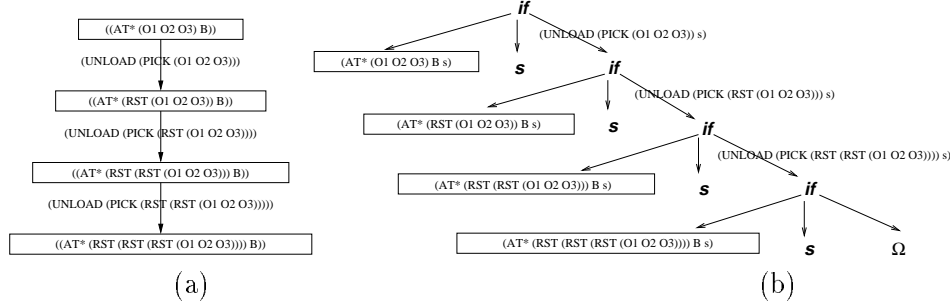 ((AT* (O1 O2 O3) B))
(UNLOAD (PICK (O1 O2 O3)))
((AT* (RST (O1 O2 O3)) B))
(UNLOAD (PICK (RST (O1 O2 O3))))
((AT* (RST (RST (O1 O2 O3))) B))
(UNLOAD (PICK (RST (RST (O1 O2 O3)))))
((AT* (RST (RST (RST (O1 O2 O3)))) B))
(a)
if
(UNLOAD (PICK (O1 O2 O3)) s)
(AT* (O1 O2 O3) B s)
s
if
(UNLOAD (PICK (RST (O1 O2 O3))) s)
(AT* (RST (O1 O2 O3)) B s)
s
if
(UNLOAD (PICK (RST (RST (O1 O2 O3)))) s)
(AT* (RST (RST (O1 O2 O3))) B s)
s
if
(AT* (RST (RST (RST (O1 O2 O3)))) B s)
s
Ω
(b)